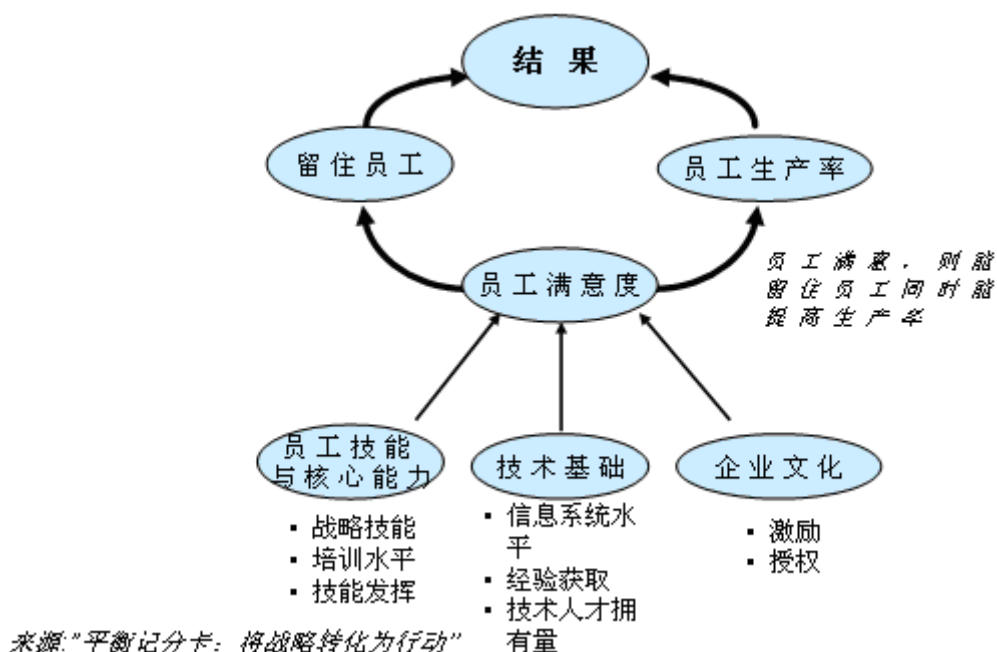 结 果
留住员工
员工生产率
员工满意度
员工满意，则能
留住员工同时能
提高生产率
员工技能
与核心能力
技术基础
企业文化
▪ 战略技能
▪ 培训水平
▪ 技能发挥
▪ 信息系统水
平
▪ 经验获取
▪ 技术人才拥
有量
▪ 激励
▪ 授权
来源:"平衡记分卡：将战略转化为行动"